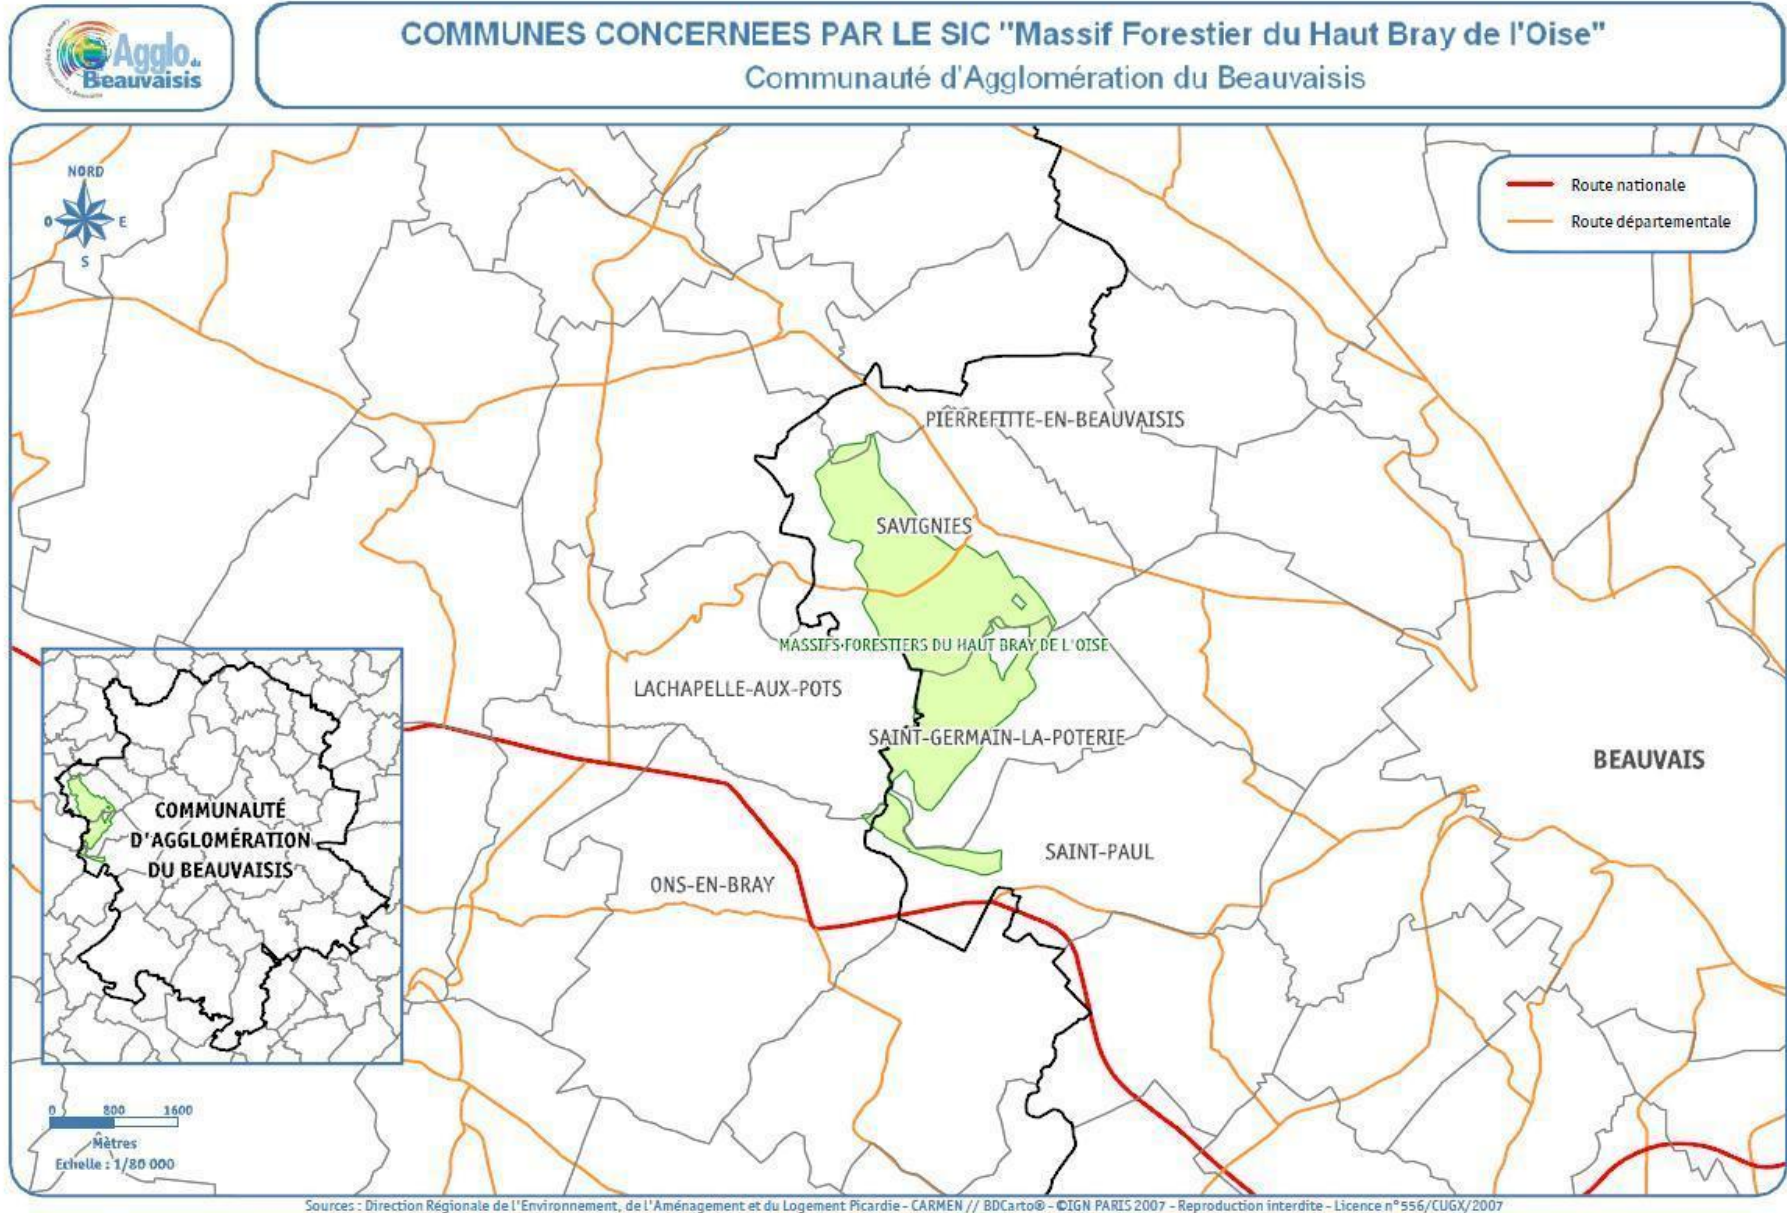 Agglo du
Beauvaisis
COMMUNES CONCERNEES PAR LE SIC "Massif Forestier du Haut Bray de l'Oise"
Communauté d'Agglomération du Beauvaisis
NORD
O
E
S
Route nationale
Route départementale
PIERREFITTE-EN-BEAUVAISIS
SAVIGNIES
MASSIFS FORESTIERS DU HAUT BRAY DE L'OISE
LACHAPELLE-AUX-POTS
SAINT-GERMAIN-LA-POTERIE
BEAUVAIS
SAINT-PAUL
ONS-EN-BRAY
COMMUNAUTÉ
D'AGGLOMÉRATION
DU BEAUVAISIS
0 800 1600
Mètres
Echelle : 1/80 000
Sources : Direction Régionale de l'Environnement, de l'Aménagement et du Logement Picardie - CARMEN // BDCarto® - ©IGN PARIS 2007 - Reproduction interdite - Licence n°556/CUGX/2007